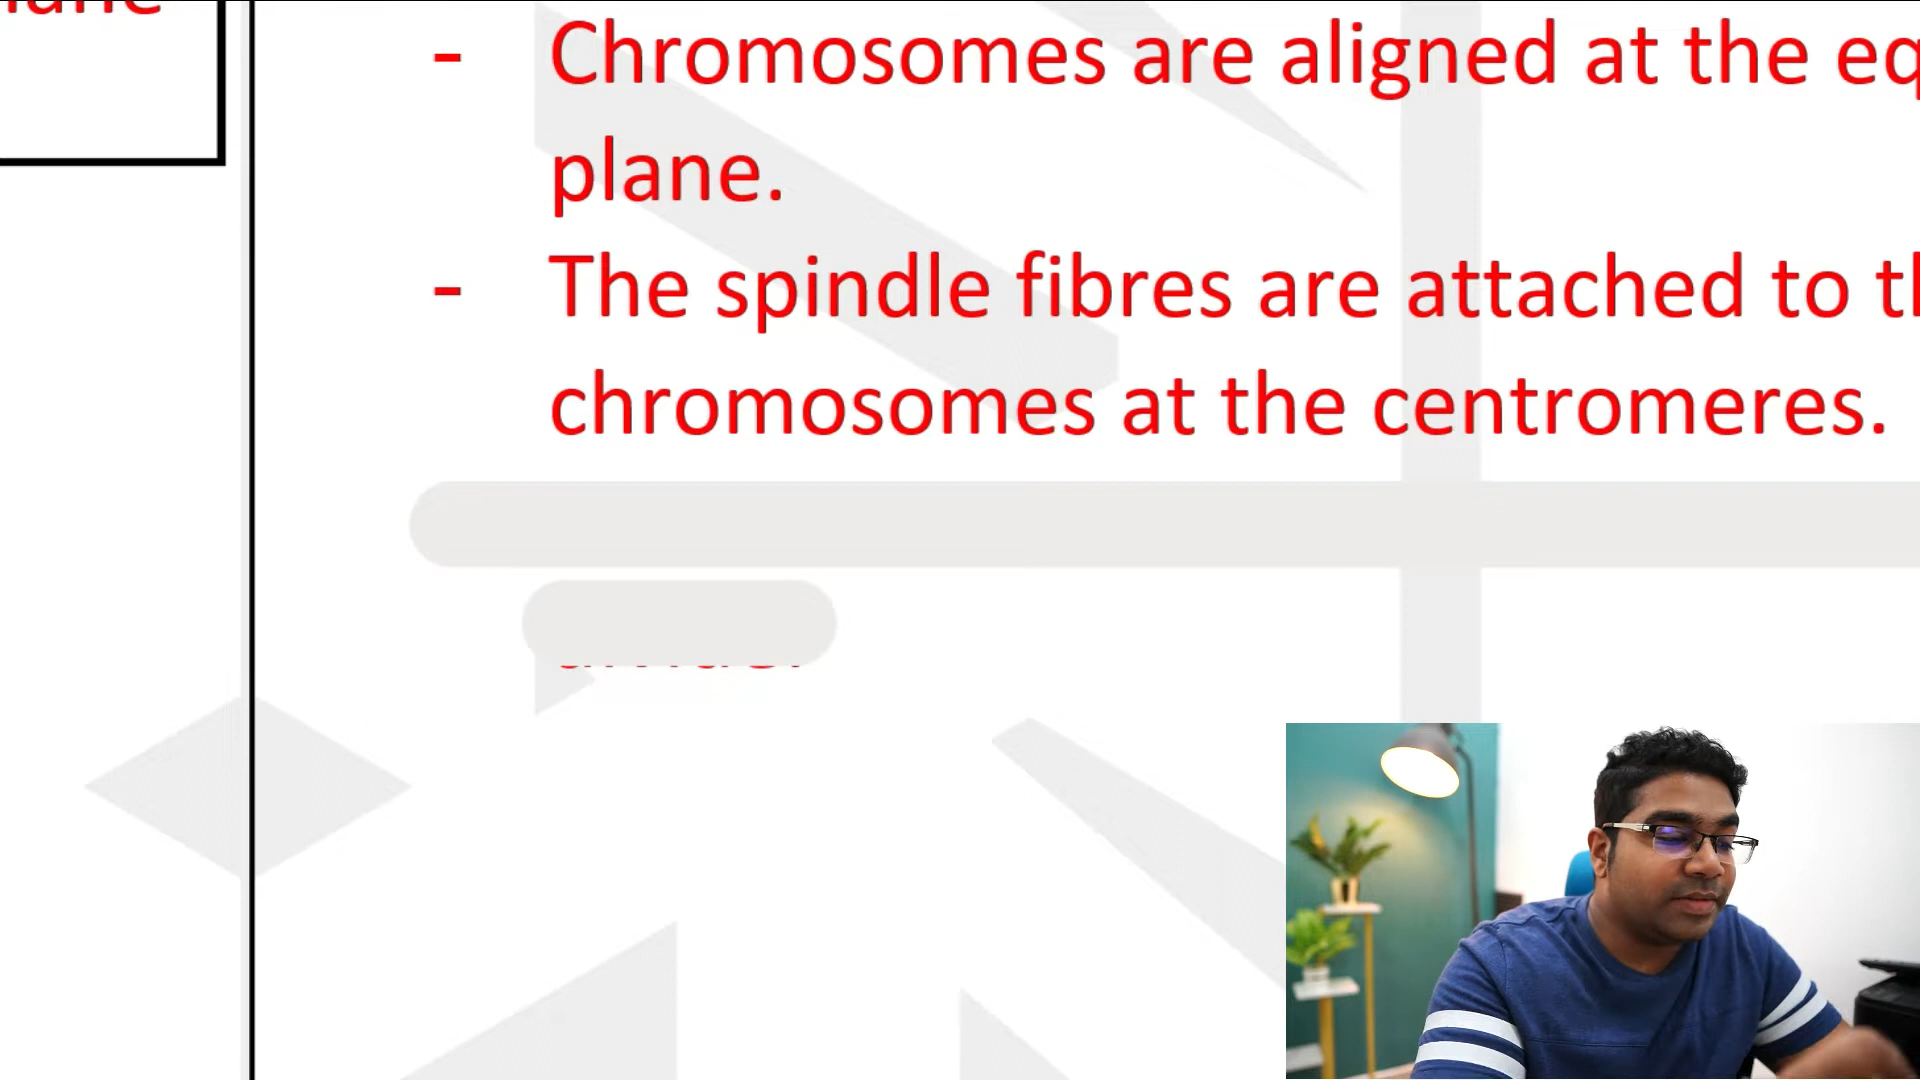 - Chromosomes are aligned at the eq
plane.
- The spindle fibres are attached to th
chromosomes at the centromeres.